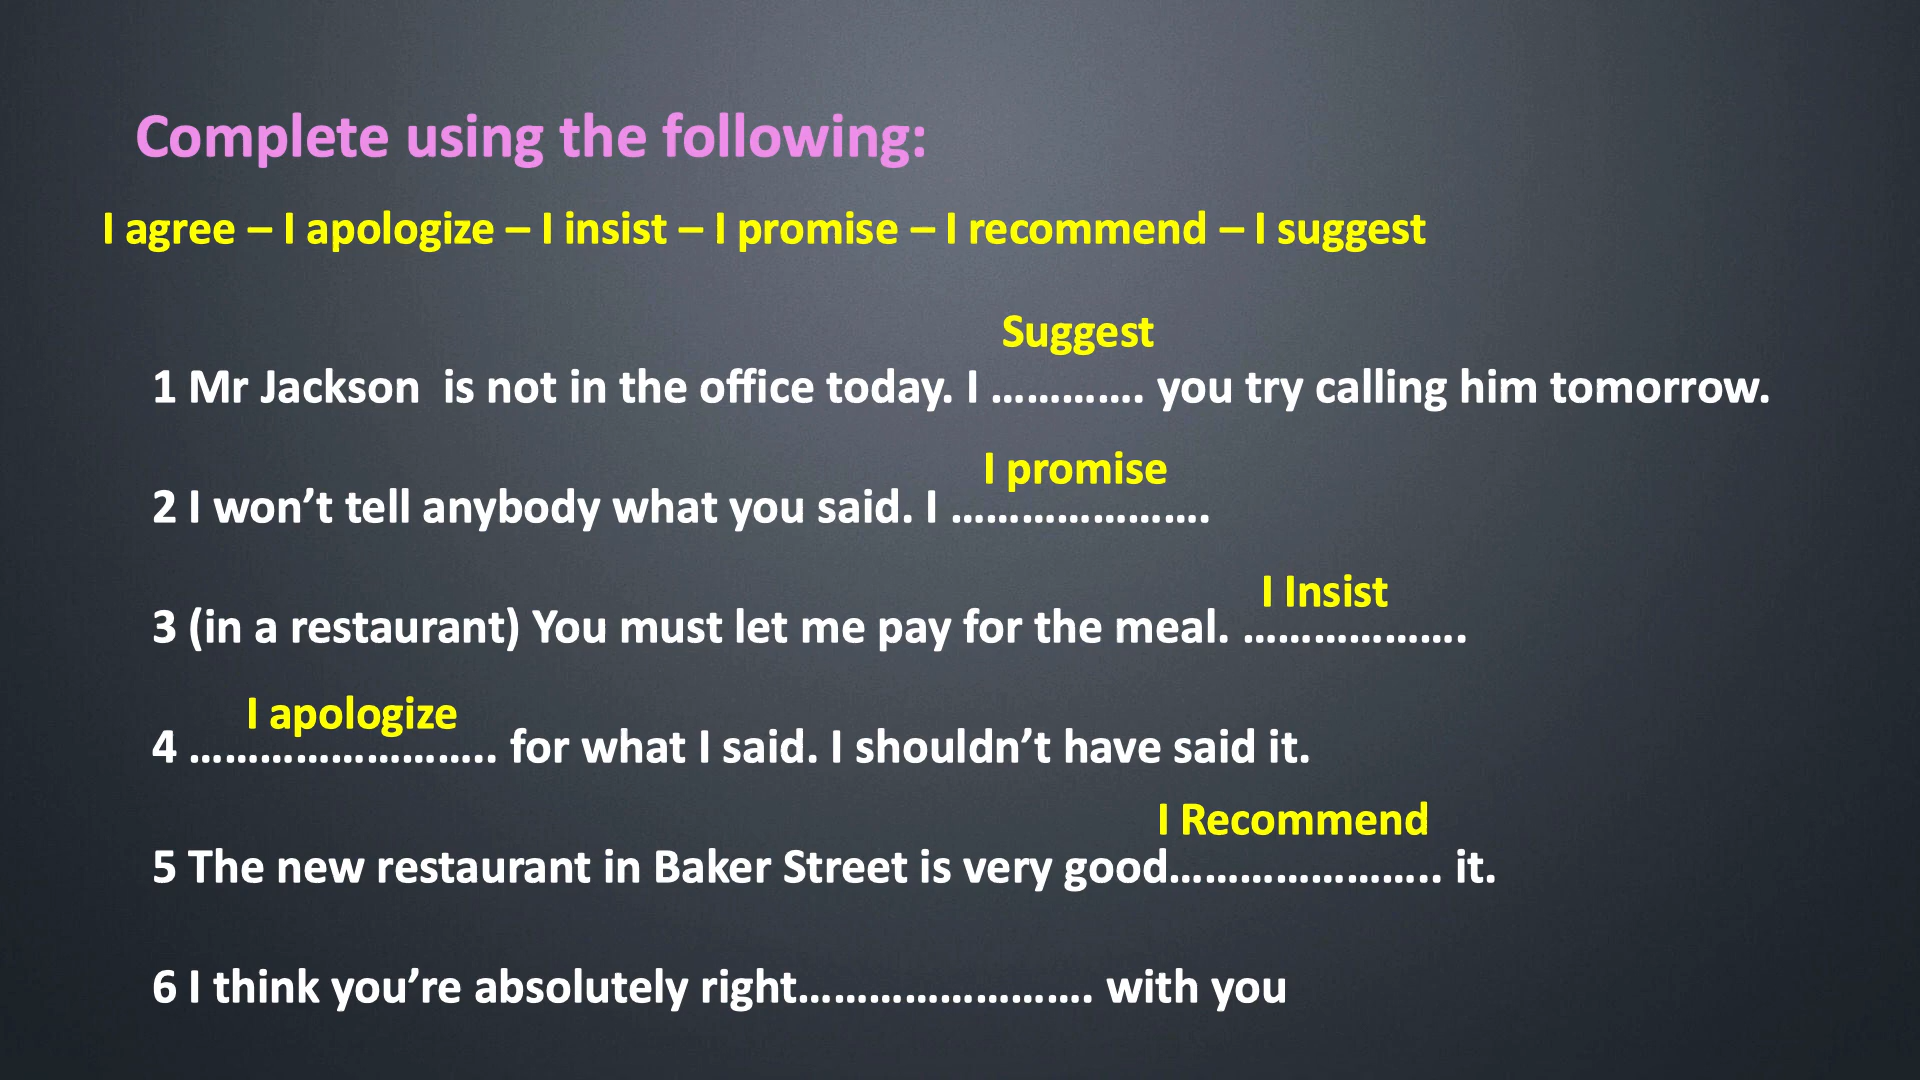 Complete using the following:
I agree – I apologize – I insist – I promise – I recommend – I suggest
Suggest
1 Mr Jackson  is not in the office today. I …………. you try calling him tomorrow.
I promise
2 I won’t tell anybody what you said. I ………………….
I Insist
3 (in a restaurant) You must let me pay for the meal. ……………….
I apologize
4 …………………….. for what I said. I shouldn’t have said it.
I Recommend
5 The new restaurant in Baker Street is very good………………….. it.
6 I think you’re absolutely right……………………. with you